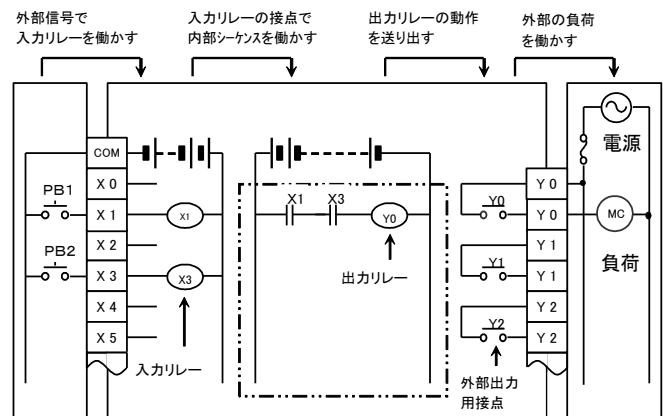 外部信号で
入力リレーを働かす
入力リレーの接点で
内部シーケンスを働かす
出力リレーの動作
を送り出す
外部の負荷
を働かす
COM
X 0
X 1
X 2
X 3
X 4
X 5
PB1
PB2
X1
X3
入力リレー
X1
X3
Y0
出力リレー
Y0
Y1
Y2
外部出力
用接点
Y 0
Y 0
Y 1
Y 1
Y 2
Y 2
電源
MC
負荷